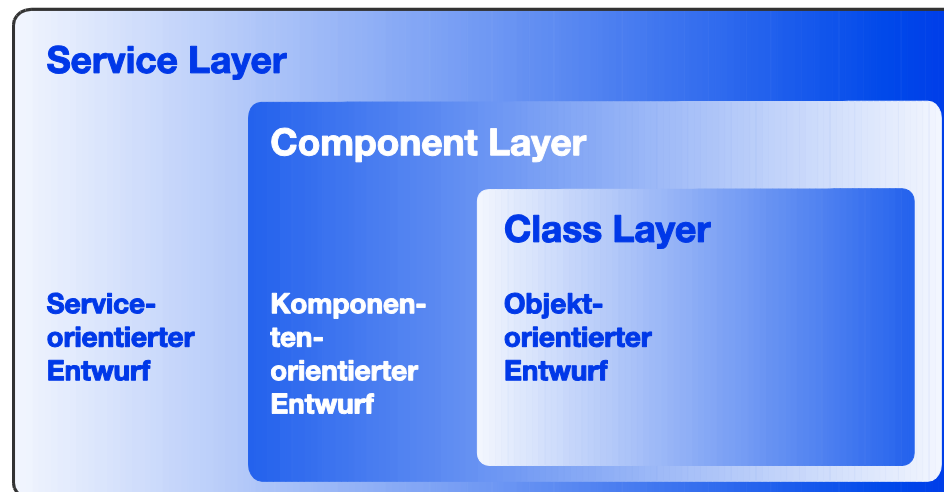 Service Layer
Component Layer
Class Layer
Service-
orientierter
Entwurf
Komponen-
ten-
orientierter
Entwurf
Objekt-
orientierter
Entwurf